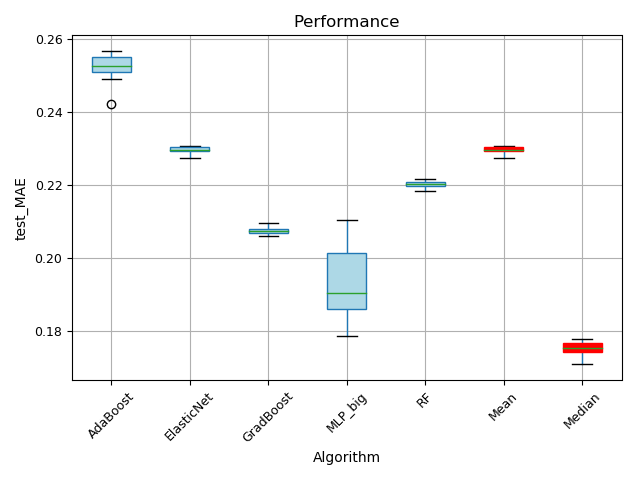 Performance
0.26
0.24
0.22
0.20
0.18
test_MAE
AdaBoost
ElasticNet
GradBoost
MLP_big
RF
Mean
Median
Algorithm